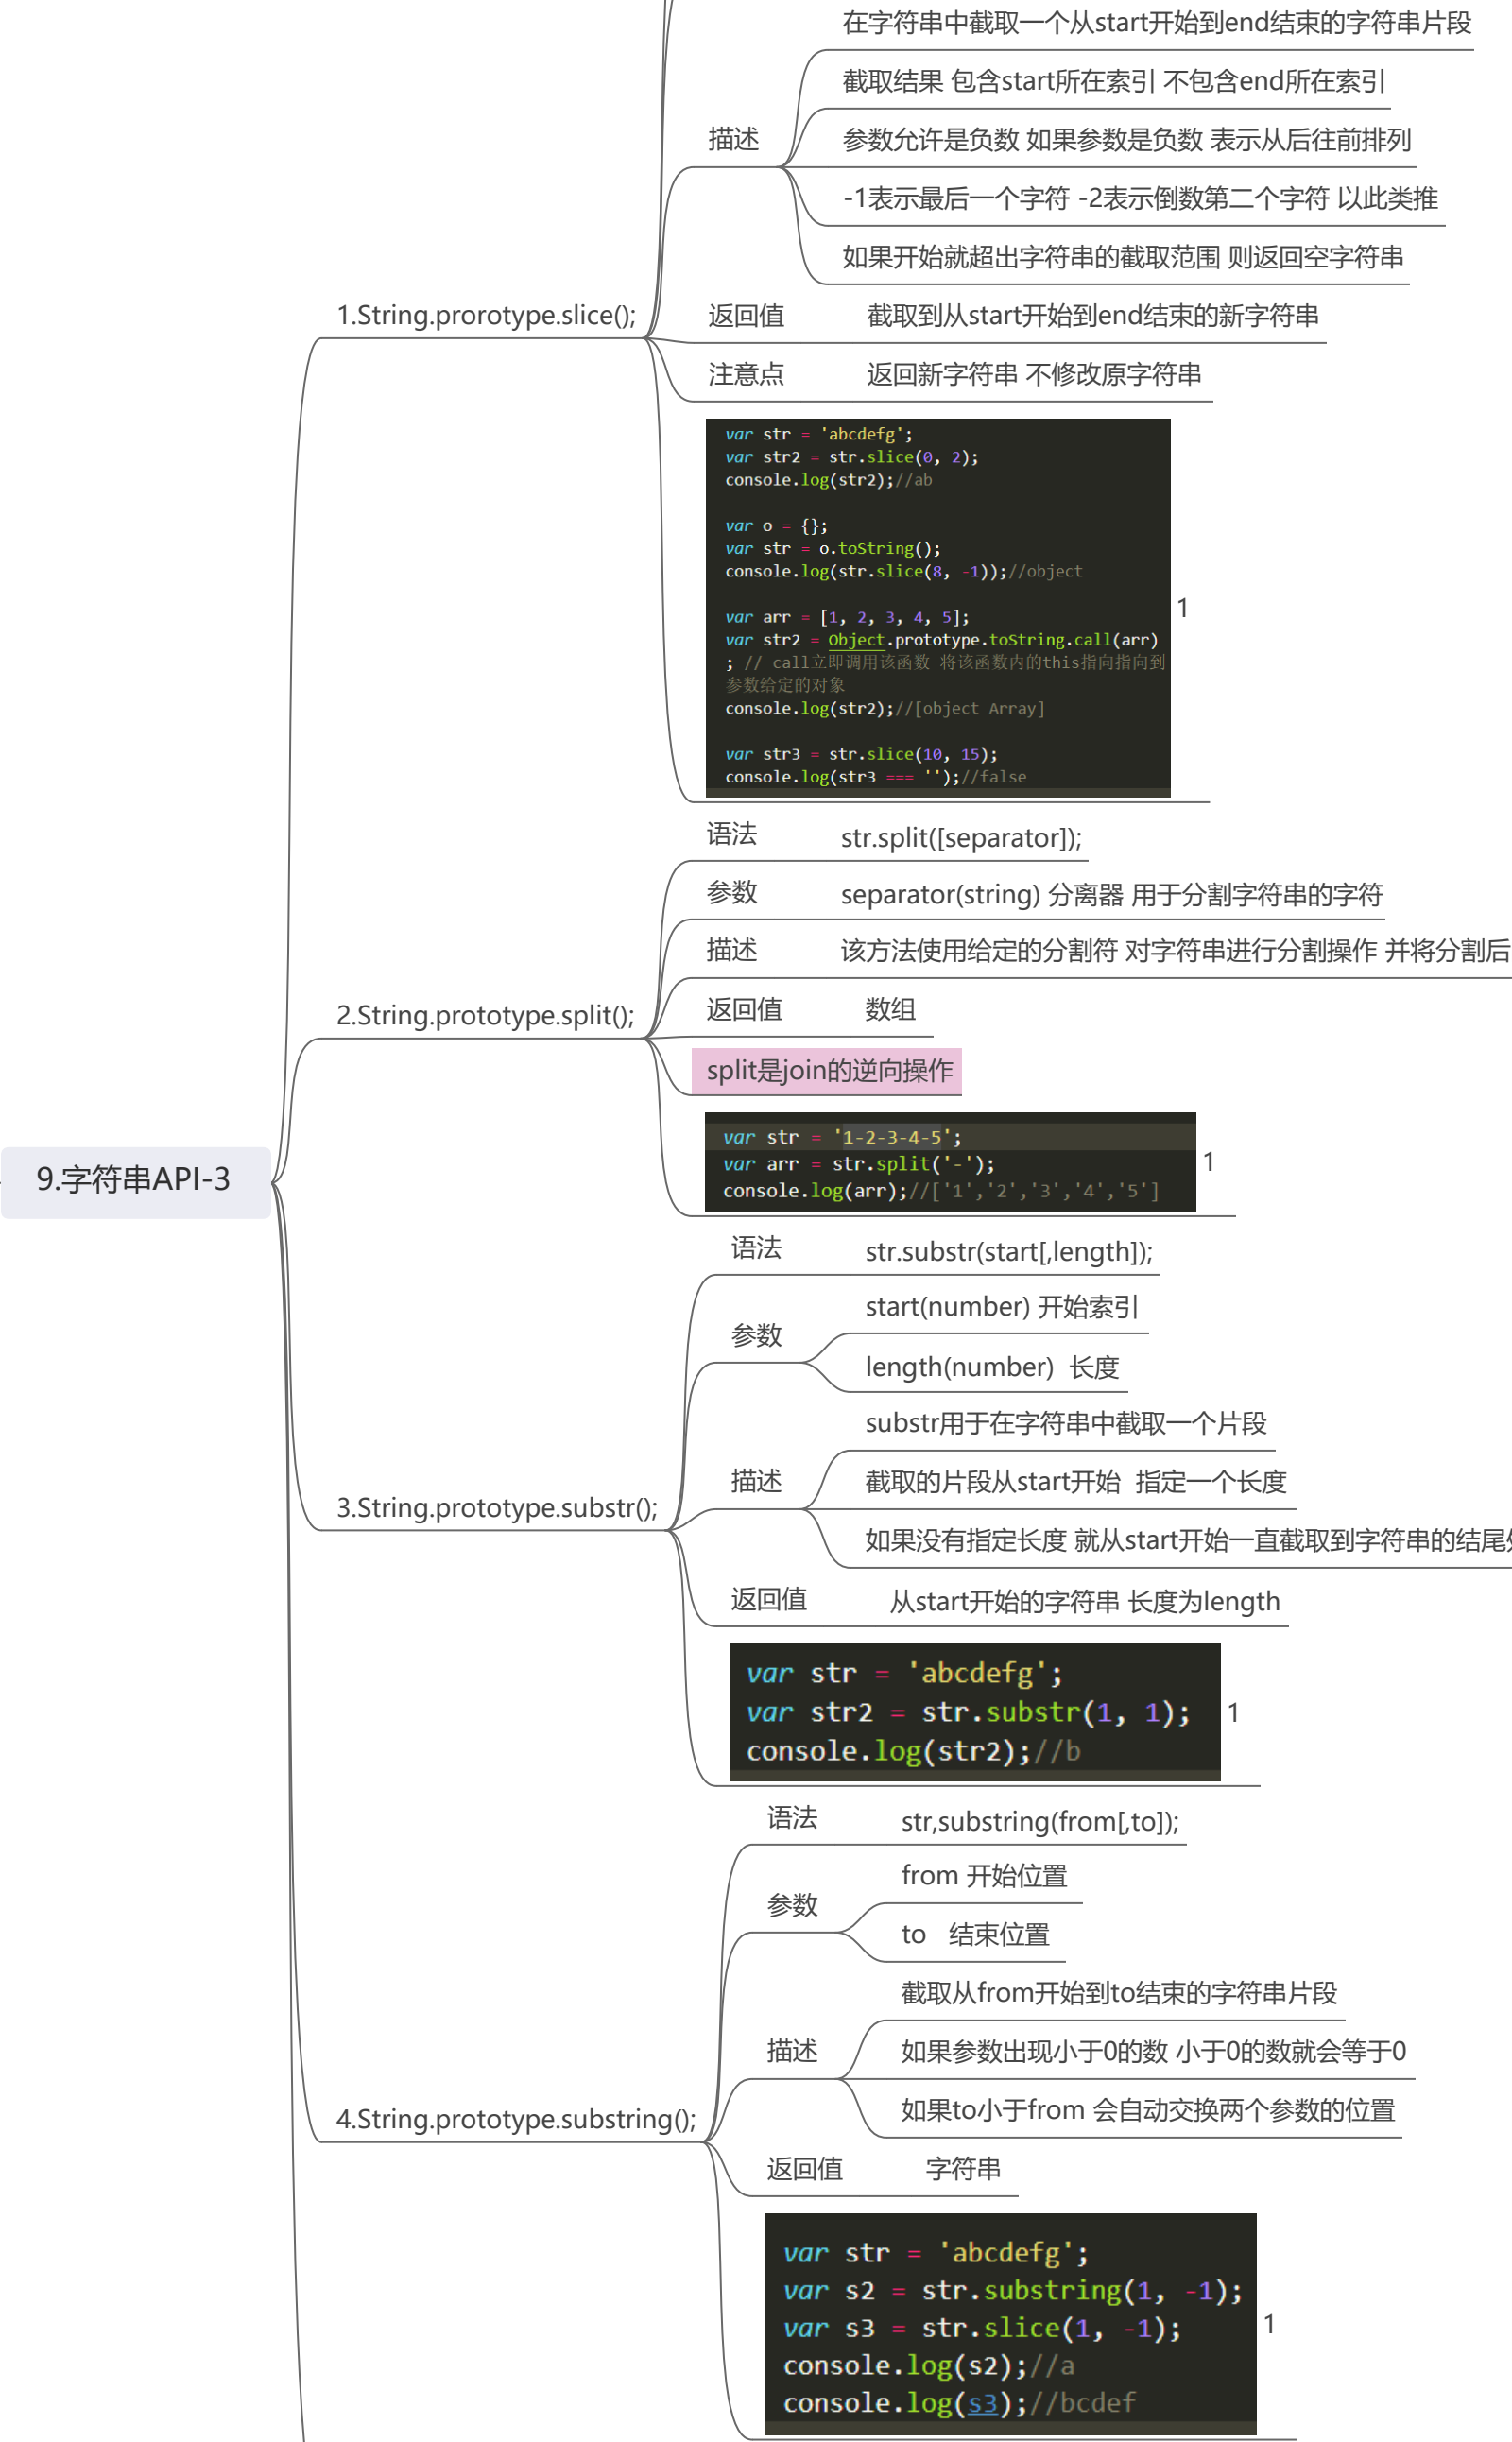 在字符串中截取一个从start开始到end结束的字符串片段
截取结果 包含start所在索引 不包含end所在索引
描述
参数允许是负数 如果参数是负数 表示从后往前排列
-1表示最后一个字符 -2表示倒数第二个字符 以此类推
如果开始就超出字符串的截取范围 则返回空字符串
1.String.prorotype.slice();
返回值 截取到从start开始到end结束的新字符串
注意点 返回新字符串 不修改原字符串
var str = 'abcdefg';
var str2 = str.slice(0, 2);
console.log(str2);//ab
var o = {};
var str = o.toString();
console.log(str.slice(8, -1));//object
1
var arr = [1, 2, 3, 4, 5];
var str2 = Object.prototype.toString.call(arr)
; // call立即调用该函数 将该函数内的this指向指向到
参数给定的对象
console.log(str2);//[object Array]
var str3 = str.slice(10, 15);
console.log(str3 === '');//false
语法 str.split([separator]);
参数 separator(string) 分离器 用于分割字符串的字符
描述 该方法使用给定的分割符 对字符串进行分割操作 并将分割后
2.String.prototype.split();
返回值 数组
split是join的逆向操作
var str = '1-2-3-4-5';
var arr = str.split('-');
console.log(arr);//['1','2','3','4','5']
1
9.字符串API-3
语法 str.substr(start[,length]);
参数
start(number) 开始索引
length(number) 长度
substr用于在字符串中截取一个片段
描述
截取的片段从start开始 指定一个长度
如果没有指定长度 就从start开始一直截取到字符串的结尾
3.String.prototype.substr();
返回值 从start开始的字符串 长度为length
var str = 'abcdefg';
var str2 = str.substr(1, 1);
console.log(str2);//b
1
语法 str,substring(from[,to]);
参数
from 开始位置
to 结束位置
截取从from开始到to结束的字符串片段
描述
如果参数出现小于0的数 小于0的数就会等于0
如果to小于from 会自动交换两个参数的位置
4.String.prototype.substring();
返回值 字符串
var str = 'abcdefg';
var s2 = str.substring(1, -1);
var s3 = str.slice(1, -1);
console.log(s2);//a
console.log(s3);//bcdef
1